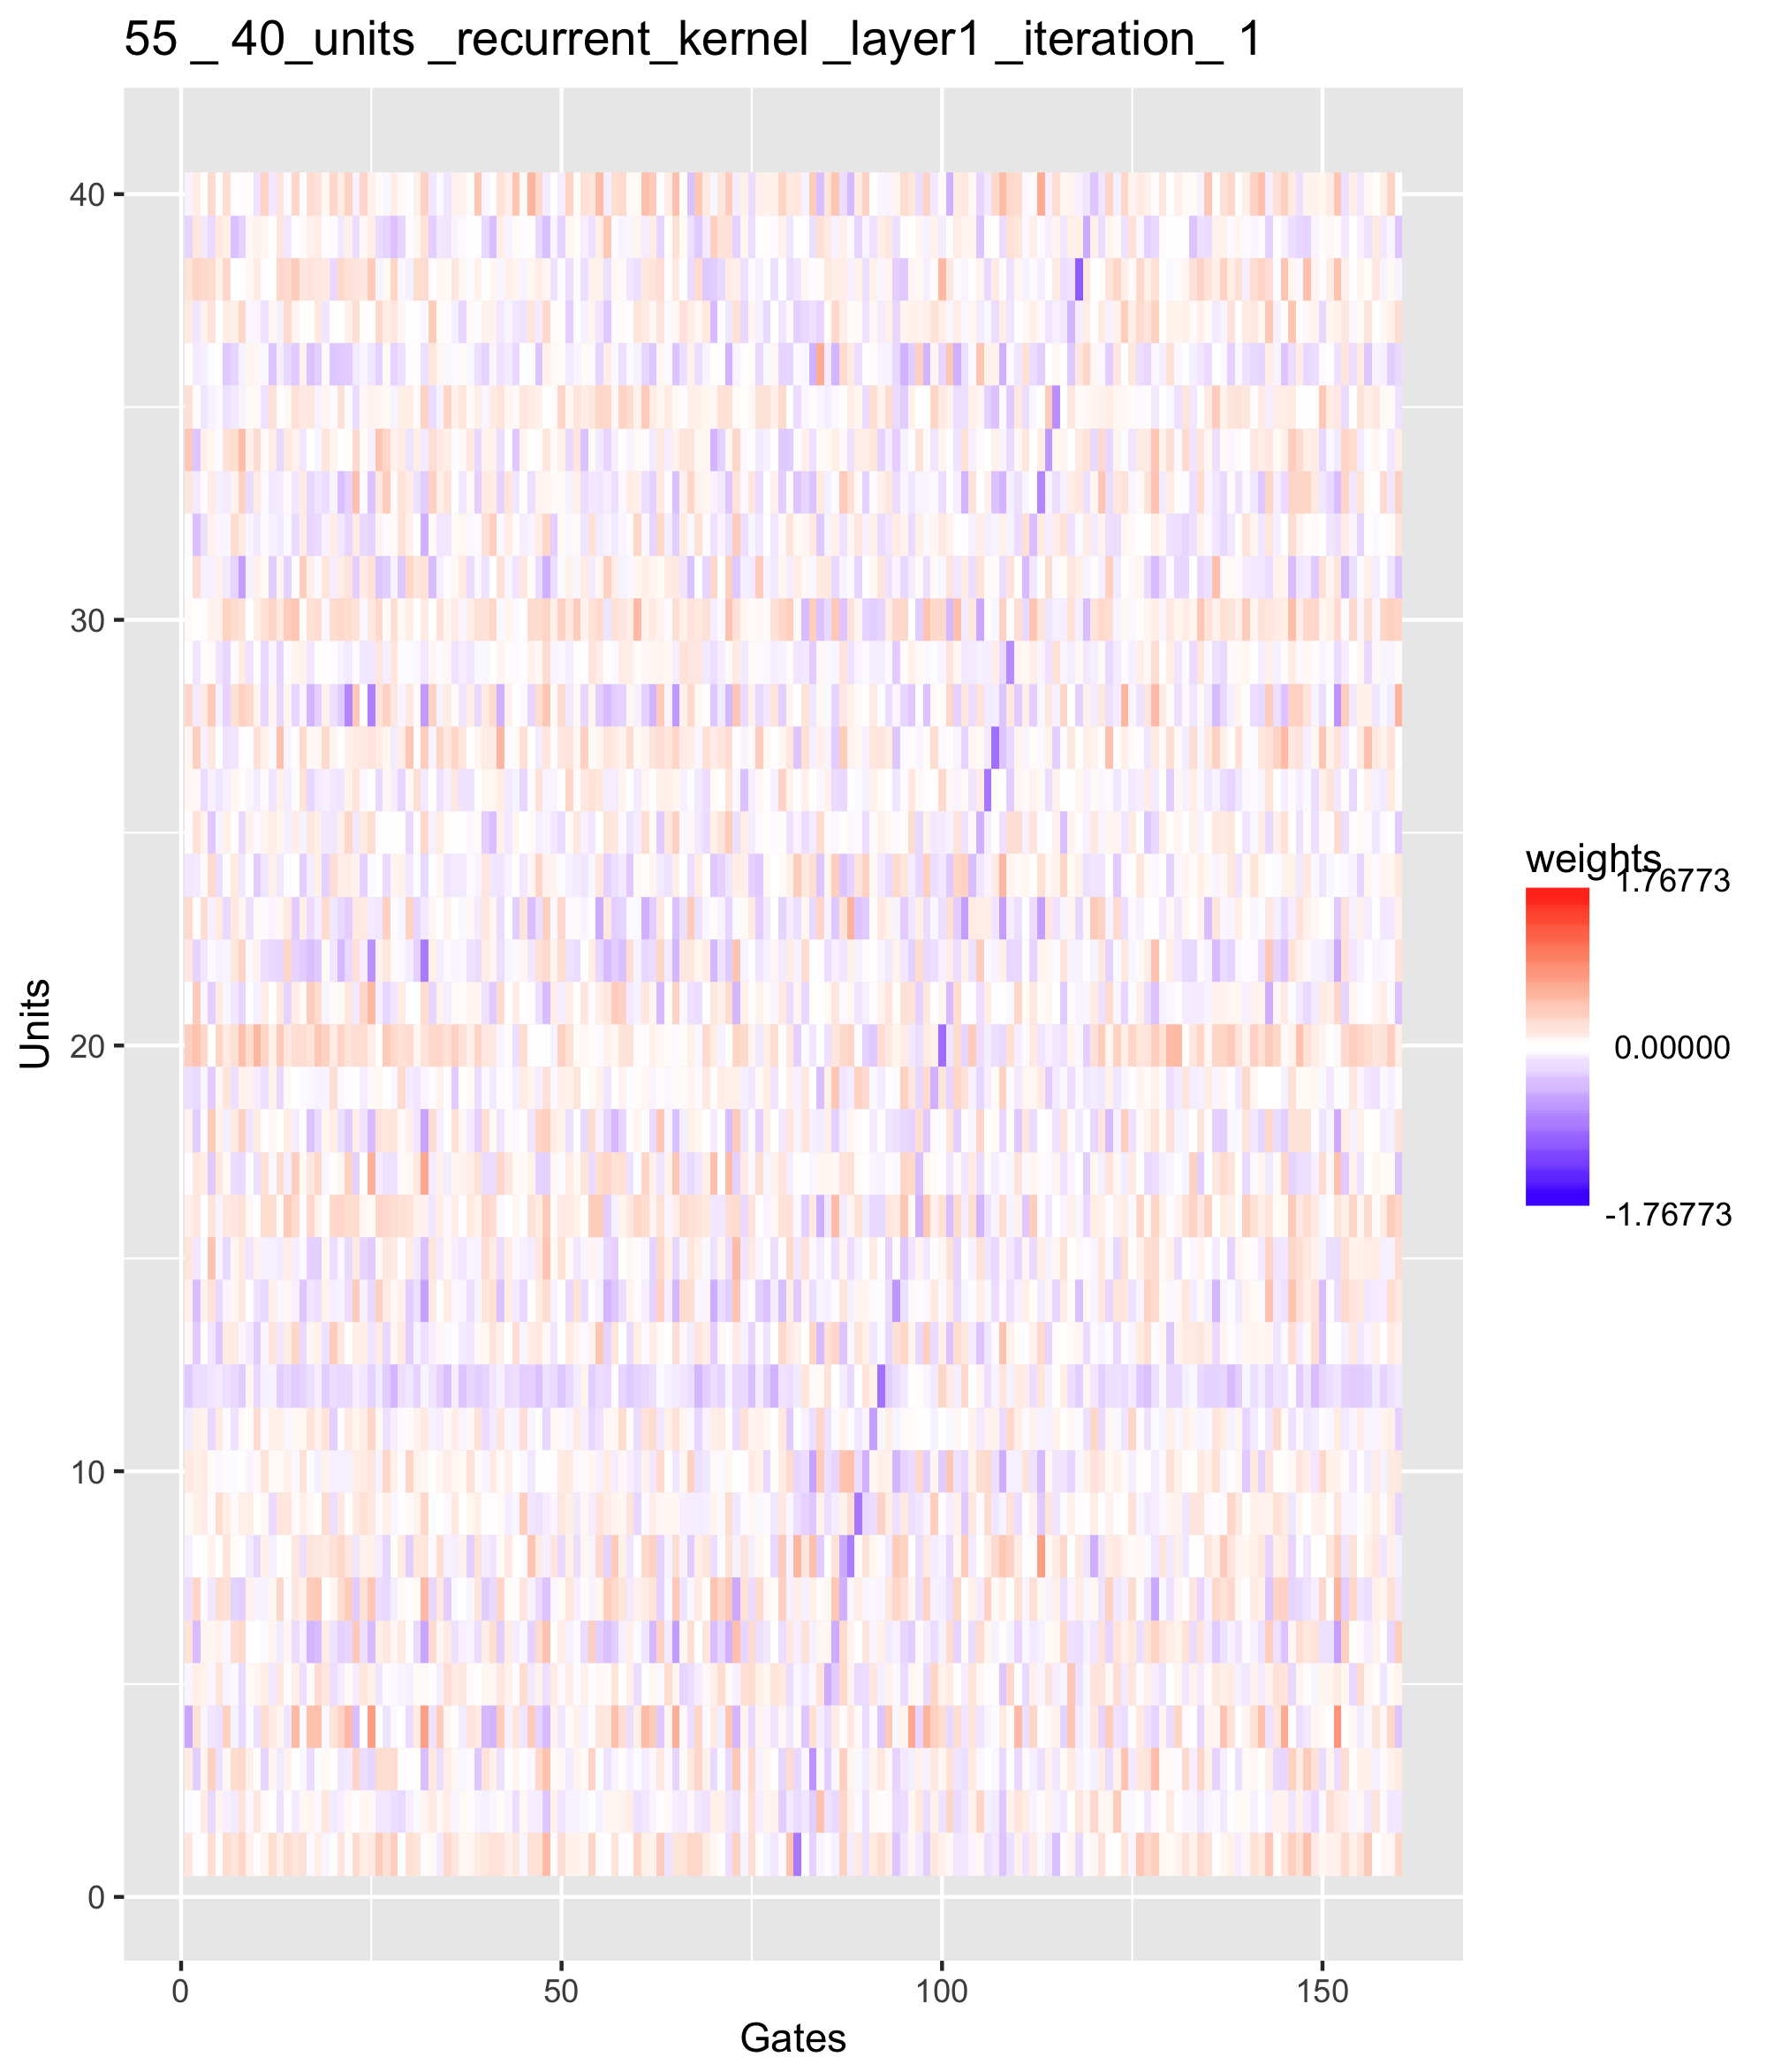 55 _ 40_units _recurrent_kernel _layer1 _iteration_ 1
40
30
20
10
0
Units
0 50 100 150
Gates
weights
1.76773
0.00000
-1.76773